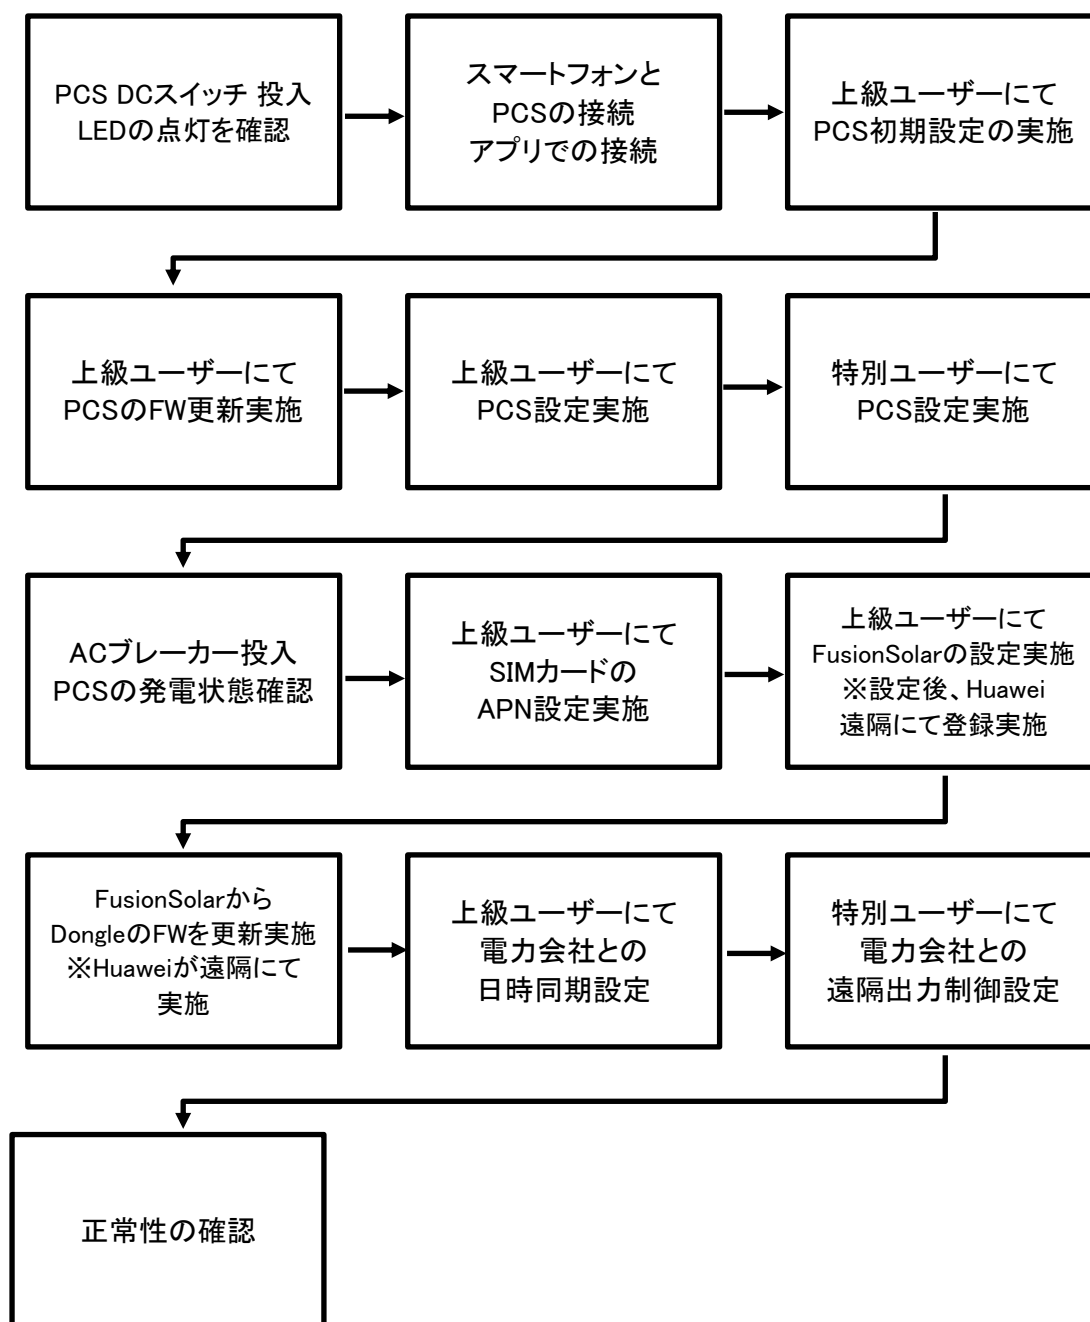 PCS DCスイッチ 投入
LEDの点灯を確認
スマートフォンと
PCSの接続
アプリでの接続
上級ユーザーにて
PCS初期設定の実施
上級ユーザーにて
PCSのFW更新実施
上級ユーザーにて
PCS設定実施
特別ユーザーにて
PCS設定実施
ACブレーカー投入
PCSの発電状態確認
上級ユーザーにて
SIMカードの
APN設定実施
上級ユーザーにて
FusionSolarの設定実施
※設定後、Huawei
遠隔にて登録実施
FusionSolarから
DongleのFWを更新実施
※Huaweiが遠隔にて
実施
上級ユーザーにて
電力会社との
日時同期設定
特別ユーザーにて
電力会社との
遠隔出力制御設定
正常性の確認